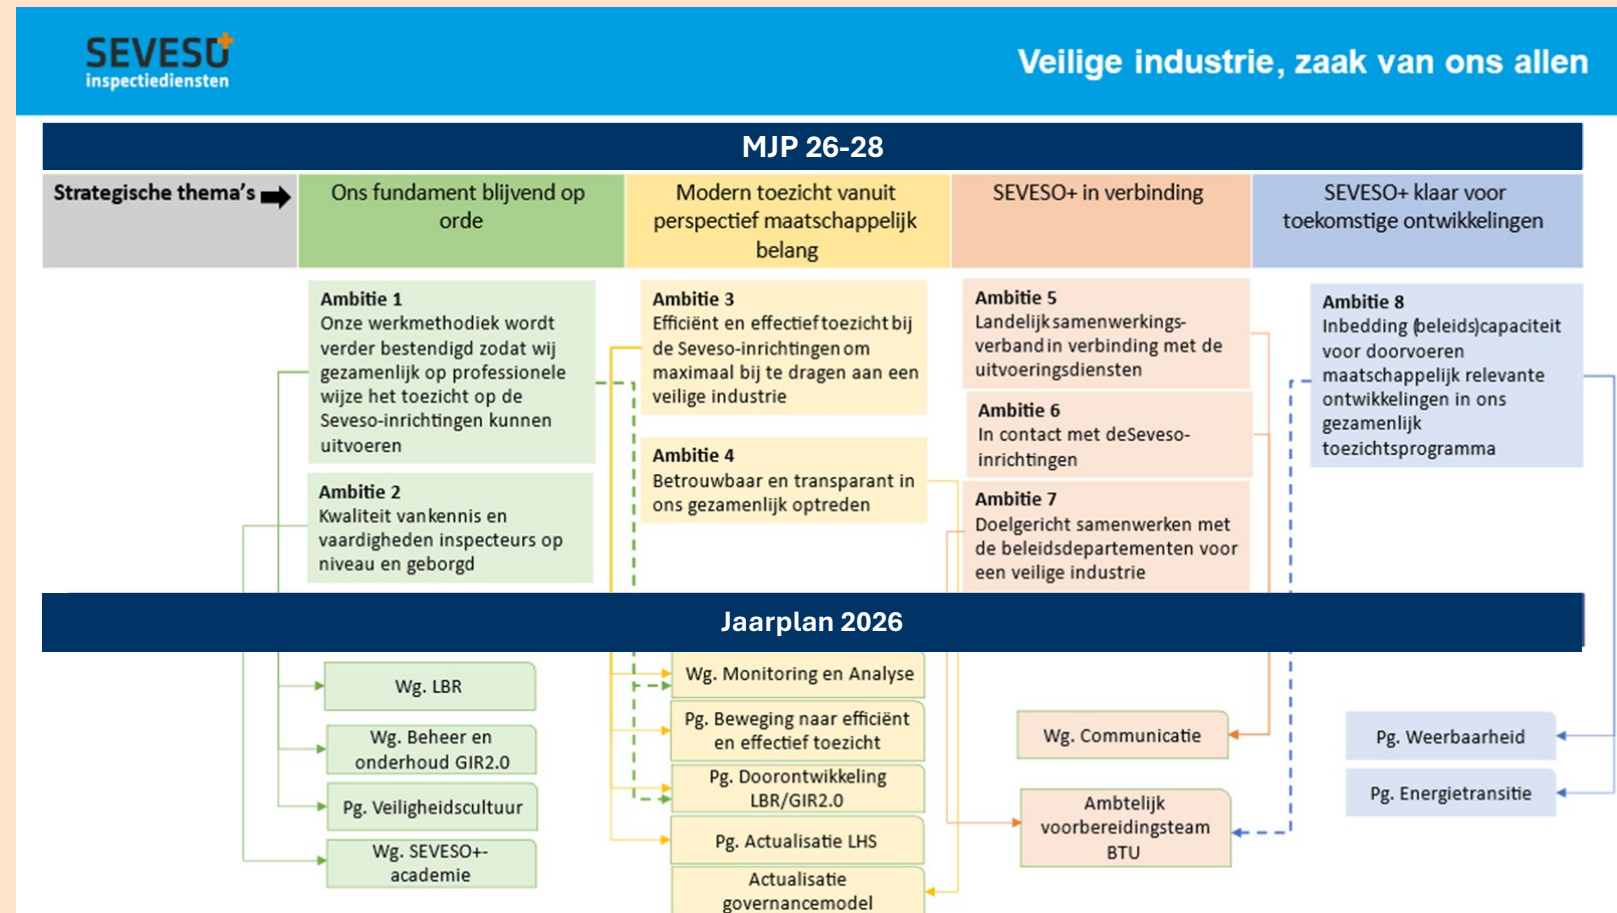 SEVESO+
inspectiediensten
Veilige industrie, zaak van ons allen
MJP 26-28
Strategische thema's
Ons fundament blijvend op
orde
Modern toezicht vanuit
perspectief maatschappelijk
belang
SEVESO+ in verbinding
SEVESO+ klaar voor
toekomstige ontwikkelingen
Ambitie 1
Onze werkmethodiek wordt
verder bestendigd zodat wij
gezamenlijk op professionele
wijze het toezicht op de
Seveso-inrichtingen kunnen
uitvoeren
Ambitie 2
Kwaliteit van kennis en
vaardigheden inspecteurs op
niveau en geborgd
Ambitie 3
Efficiënt en effectief toezicht bij
de Seveso-inrichtingen om
maximaal bij te dragen aan een
veilige industrie
Ambitie 4
Betrouwbaar en transparant in
ons gezamenlijk optreden
Ambitie 5
Landelijk samenwerkings-
verband in verbinding met de
uitvoeringsdiensten
Ambitie 6
In contact met deSeveso-
inrichtingen
Ambitie 7
Doelgericht samenwerken met
de beleidsdepartementen voor
een veilige industrie
Ambitie 8
Inbedding (beleids)capaciteit
voor doorvoeren
maatschappelijk relevante
ontwikkelingen in ons
gezamenlijk
toezichtsprogramma
Jaarplan 2026
Wg. LBR
Wg. Beheer en
onderhoud GIR2.0
Pg. Veiligheidscultuur
Wg. SEVESO+-
academie
Wg. Monitoring en Analyse
Pg. Beweging naar efficiënt
en effectief toezicht
Pg. Doorontwikkeling
LBR/GIR2.0
Pg. Actualisatie LHS
Actualisatie
governancemodel
Wg. Communicatie
Ambtelijk
voorbereidingsteam
BTU
Pg. Weerbaarheid
Pg. Energietransitie